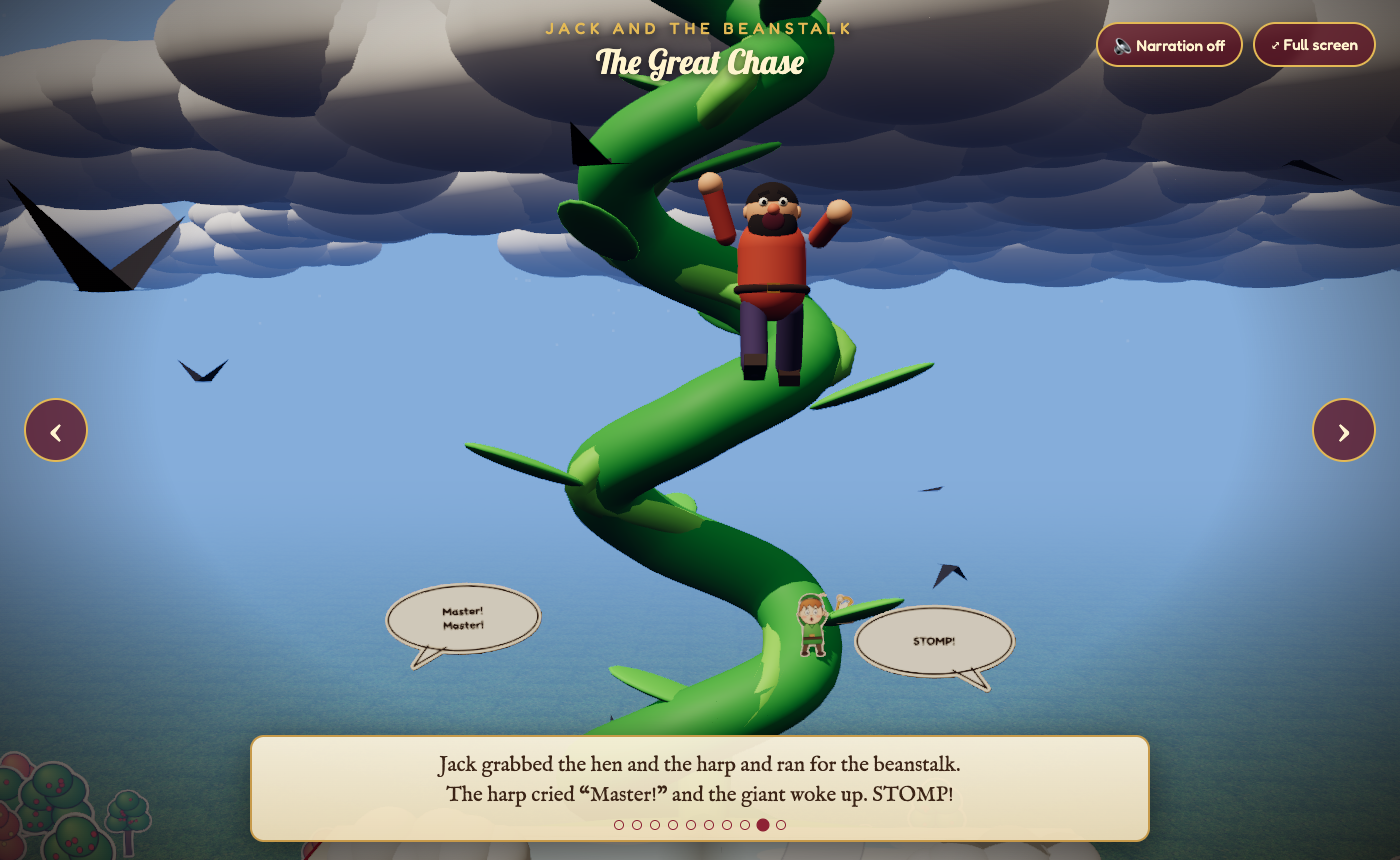 JACK AND THE BEANSTALK
The Great Chase
Narration off
Full screen
Master!
Master!
STOMP!
Jack grabbed the hen and the harp and ran for the beanstalk.
The harp cried “Master!” and the giant woke up. STOMP!